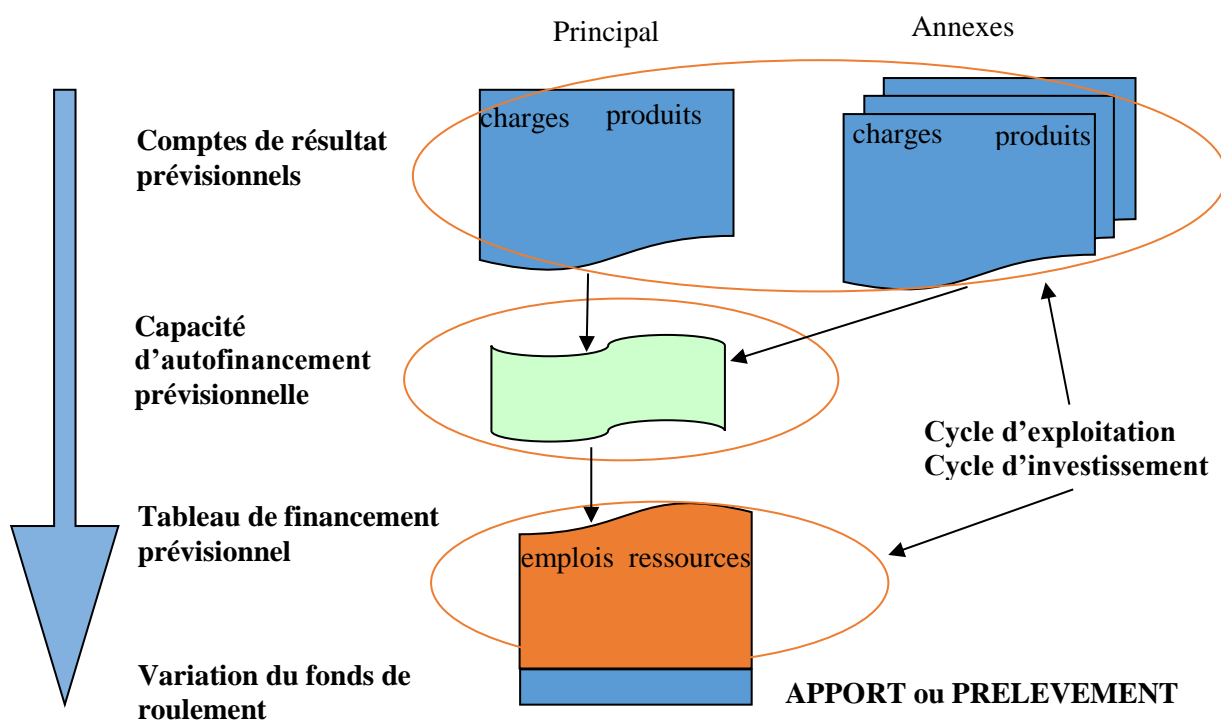 Principal
Annexes
Comptes de résultat
prévisionnels
charges produits
charges produits
Capacité
d’autofinancement
prévisionnelle
Cycle d’exploitation
Cycle d’investissement
Tableau de financement
prévisionnel
emplois ressources
Variation du fonds de
roulement
APPORT ou PRELEVEMENT